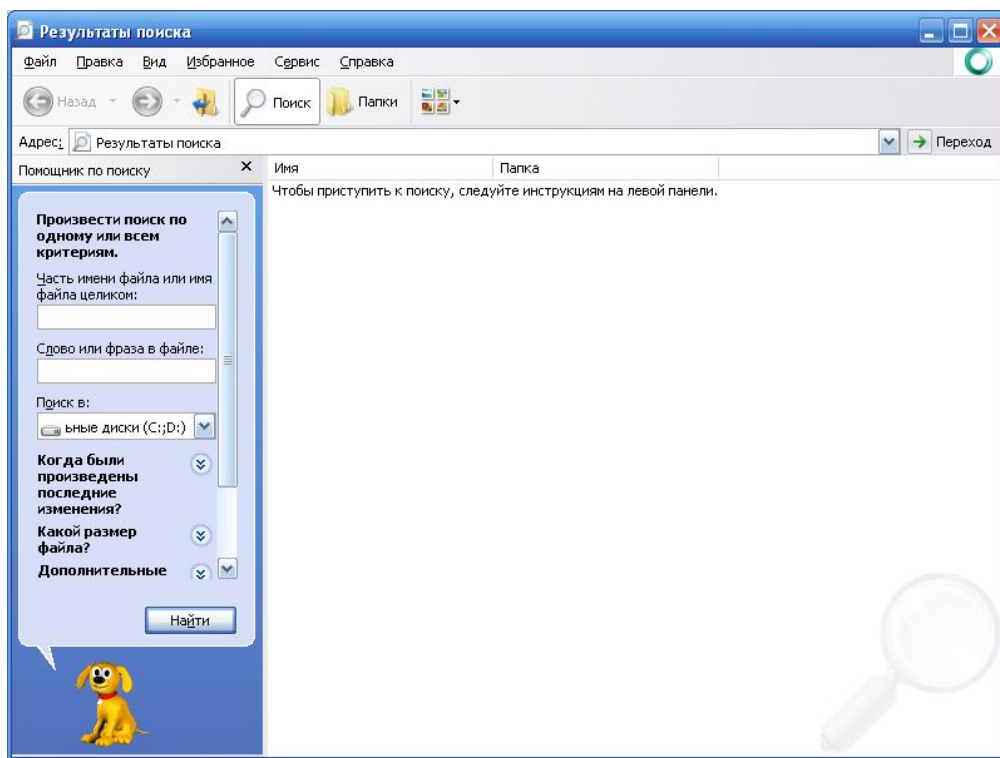 Результаты поиска
Файл Правка Вид Избранное Сервис Справка
Назад Поиск Папки
Адрес: Результаты поиска Переход
Помощник по поиску
Имя Папка
Чтобы приступить к поиску, следуйте инструкциям на левой панели.
Произвести поиск по
одному или всем
критериям.
Часть имени файла или имя
файла целиком:
Слово или фраза в файле:
Поиск в:
ьные диски (C:;D:)
Когда были
произведены
последние
изменения?
Какой размер
файла?
Дополнительные
Найти